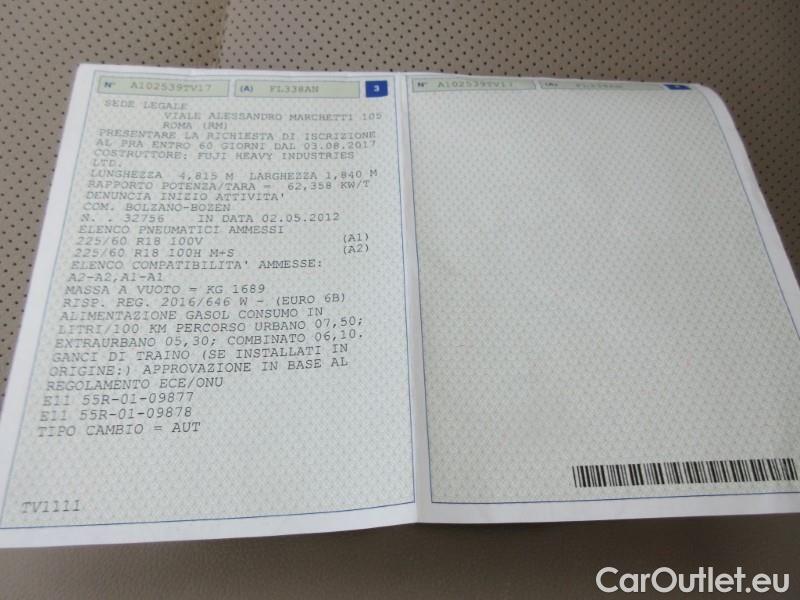 N° A102539TV17 (A) FL338AN 3
SEDE LEGALE
VIALE ALESSANDRO MARCHETTI 105
ROMA (RM)
PRESENTARE LA RICHIESTA DI ISCRIZIONE
AL PRA ENTRO 60 GIORNI DAL 03.08.2017
COSTRUTTORE: FUJI HEAVY INDUSTRIES
LTD.
LUNGHEZZA 4,815 M LARGHEZZA 1,840 M
RAPPORTO POTENZA/TARA = 62,358 KW/T
DENUNCIA INIZIO ATTIVITA'
COM. BOLZANO-BOZEN
N. . 32756 IN DATA 02.05.2012
ELENCO PNEUMATICI AMMESSI
225/60 R18 100V (A1)
225/60 R18 100H M+S (A2)
ELENCO COMPATIBILITA' AMMESSE:
A2-A2,A1-A1
MASSA A VUOTO = KG 1689
RISP. REG. 2016/646 W - (EURO 6B)
ALIMENTAZIONE GASOL CONSUMO IN
LITRI/100 KM PERCORSO URBANO 07,50;
EXTRAURBANO 05,30; COMBINATO 06,10.
GANCI DI TRAINO (SE INSTALLATI IN
ORIGINE:) APPROVAZIONE IN BASE AL
REGOLAMENTO ECE/ONU
E11 55R-01-09877
E11 55R-01-09878
TIPO CAMBIO = AUT
TV1111
N° A102539TV17 (A) FL338AN
CarOutlet.eu